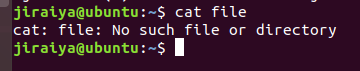 jiraiya@ubuntu:~$ cat file
cat: file: No such file or directory
jiraiya@ubuntu:~$